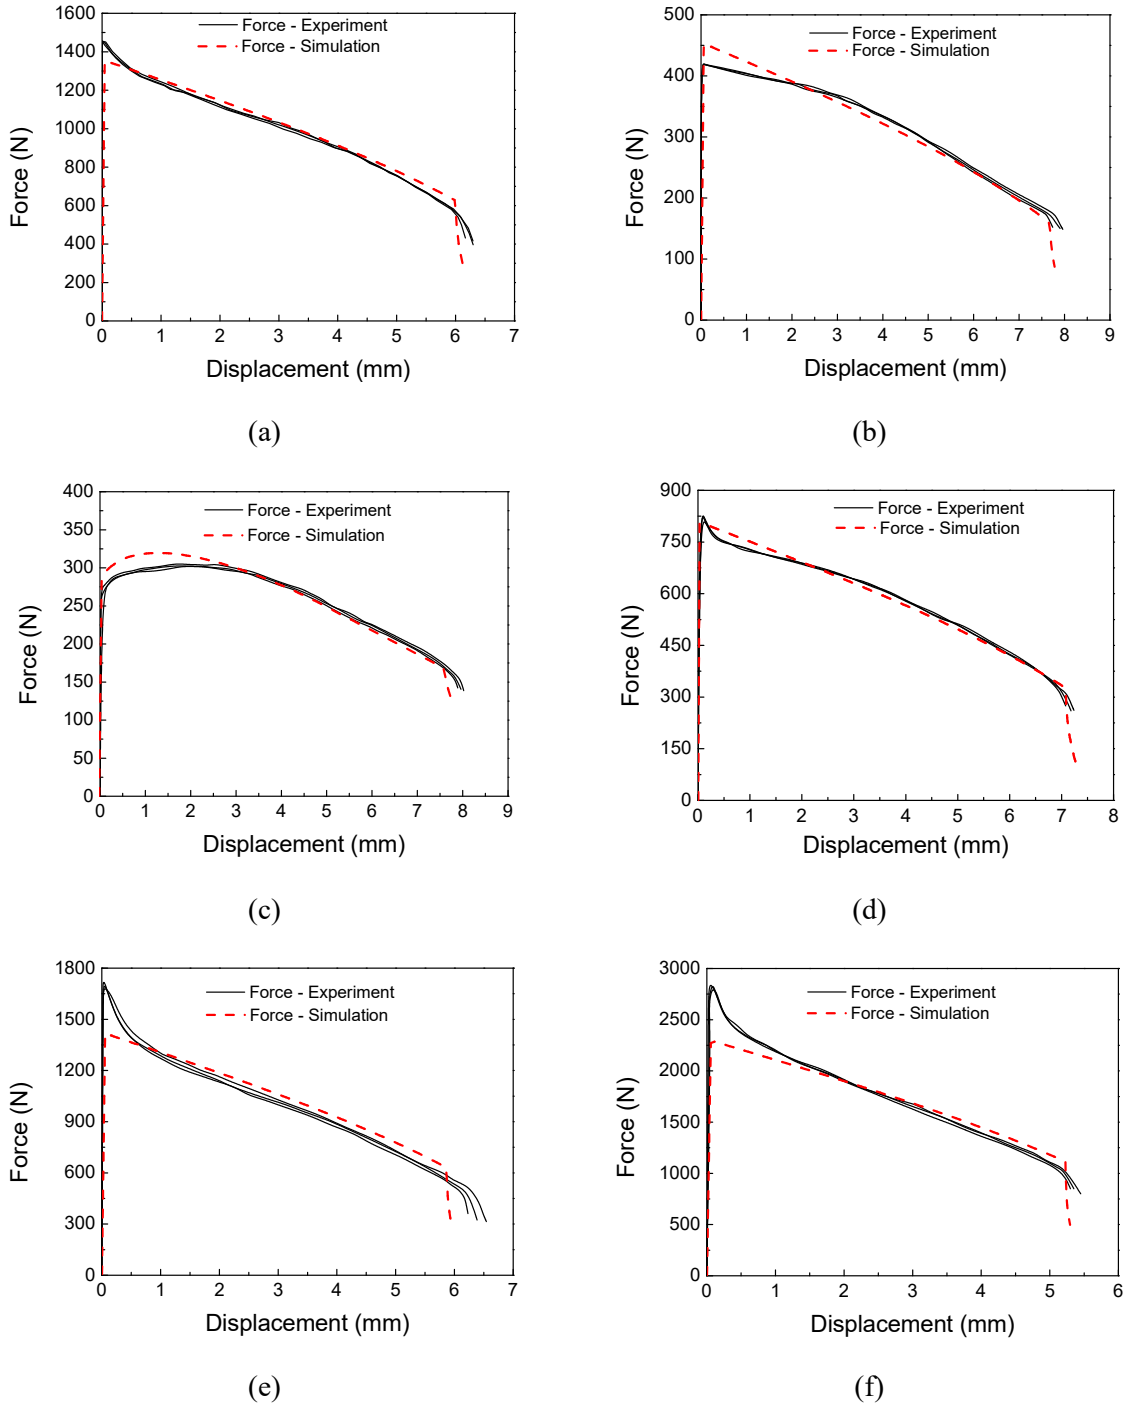 Force - Experiment
Force - Simulation
1600
1400
1200
1000
800
600
400
200
0
0 1 2 3 4 5 6 7
Force (N)
Displacement (mm)
(a)
Force - Experiment
Force - Simulation
500
400
300
200
100
0
0 1 2 3 4 5 6 7 8 9
Force (N)
Displacement (mm)
(b)
Force - Experiment
Force - Simulation
400
350
300
250
200
150
100
50
0
0 1 2 3 4 5 6 7 8 9
Force (N)
Displacement (mm)
(c)
Force - Experiment
Force - Simulation
900
750
600
450
300
150
0
0 1 2 3 4 5 6 7 8
Force (N)
Displacement (mm)
(d)
Force - Experiment
Force - Simulation
1800
1500
1200
900
600
300
0
0 1 2 3 4 5 6 7
Force (N)
Displacement (mm)
(e)
Force - Experiment
Force - Simulation
3000
2500
2000
1500
1000
500
0
0 1 2 3 4 5 6
Force (N)
Displacement (mm)
(f)